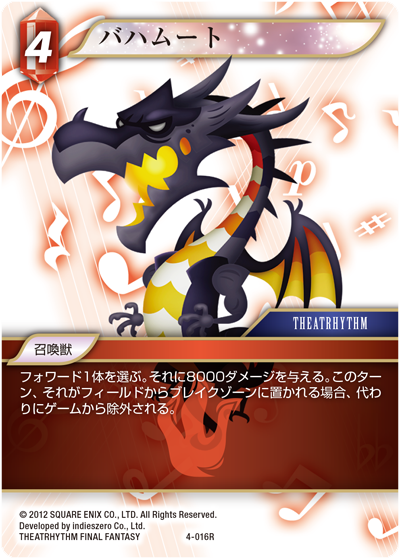 4
バハムート
THEATRHYTHM
召喚獣
フォワード1体を選ぶ。それに8000ダメージを与える。このター
ン、それがフィールドからブレイクゾーンに置かれる場合、代わ
りにゲームから除外される。
© 2012 SQUARE ENIX CO., LTD. All Rights Reserved.
Developed by indieszero Co., Ltd.
THEATRHYTHM FINAL FANTASY 4-016R